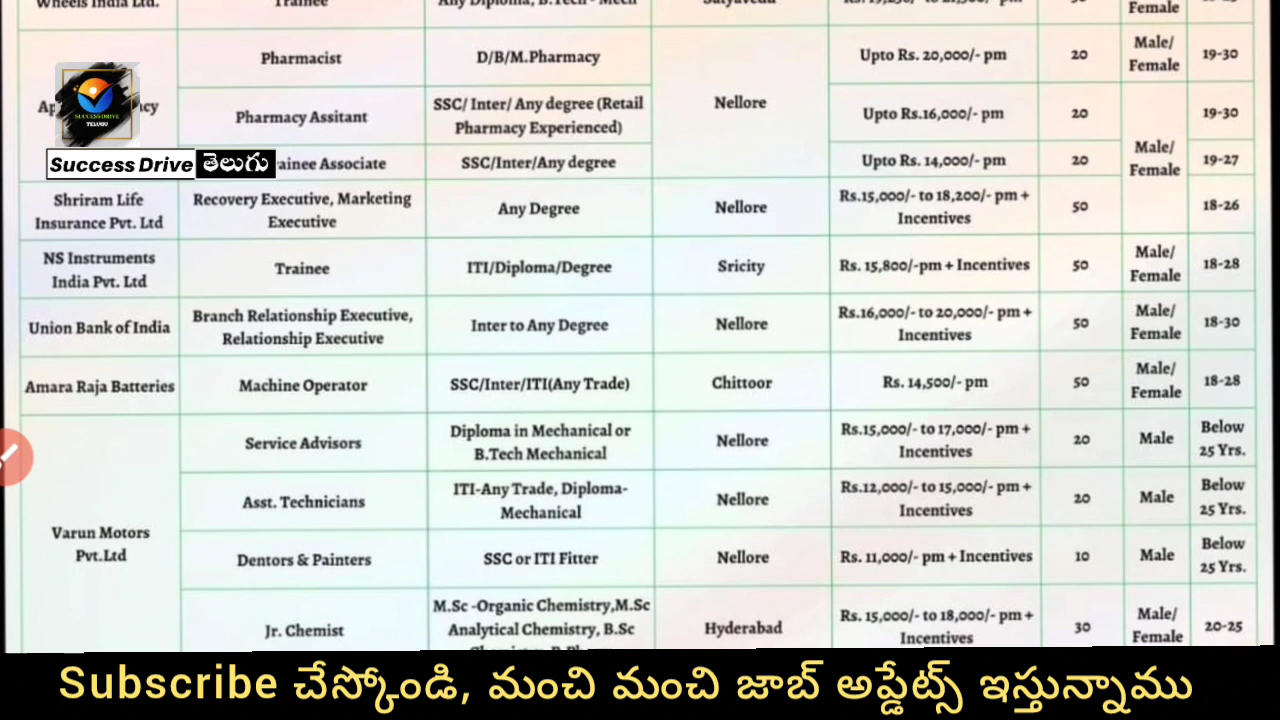 Wheels India Ltd. Trainee Any Diploma, B.Tech - Mech
Female
Pharmacist D/B/M.Pharmacy Nellore Upto Rs. 20,000/- pm 20 Male/ Female 19-30
Pharmacy Assitant SSC/ Inter/ Any degree (Retail Pharmacy Experienced) Upto Rs.16,000/- pm 20 19-30
SUCCESS DRIVE
TELUGU
Success Drive తెలుగు
Associate SSC/Inter/Any degree Upto Rs. 14,000/- pm 20 Male/ Female 19-27
Shriram Life Insurance Pvt. Ltd Recovery Executive, Marketing Executive Any Degree Nellore Rs.15,000/- to 18,200/- pm + Incentives 50 18-26
NS Instruments India Pvt. Ltd Trainee ITI/Diploma/Degree Sricity Rs. 15,800/-pm + Incentives 50 Male/ Female 18-28
Union Bank of India Branch Relationship Executive, Relationship Executive Inter to Any Degree Nellore Rs.16,000/- to 20,000/- pm + Incentives 50 Male/ Female 18-30
Amara Raja Batteries Machine Operator SSC/Inter/ITI(Any Trade) Chittoor Rs. 14,500/- pm 50 Male/ Female 18-28
Varun Motors Pvt.Ltd Service Advisors Diploma in Mechanical or B.Tech Mechanical Nellore Rs.15,000/- to 17,000/- pm + Incentives 20 Male Below 25 Yrs.
Asst. Technicians ITI-Any Trade, Diploma-Mechanical Nellore Rs.12,000/- to 15,000/- pm + Incentives 20 Male Below 25 Yrs.
Dentors & Painters SSC or ITI Fitter Nellore Rs. 11,000/- pm + Incentives 10 Male Below 25 Yrs.
Jr. Chemist M.Sc -Organic Chemistry,M.Sc Analytical Chemistry, B.Sc Hyderabad Rs. 15,000/- to 18,000/- pm + Incentives 30 Male/ Female 20-25
Subscribe చేస్కోండి, మంచి మంచి జాబ్ అప్డేట్స్ ఇస్తున్నాము